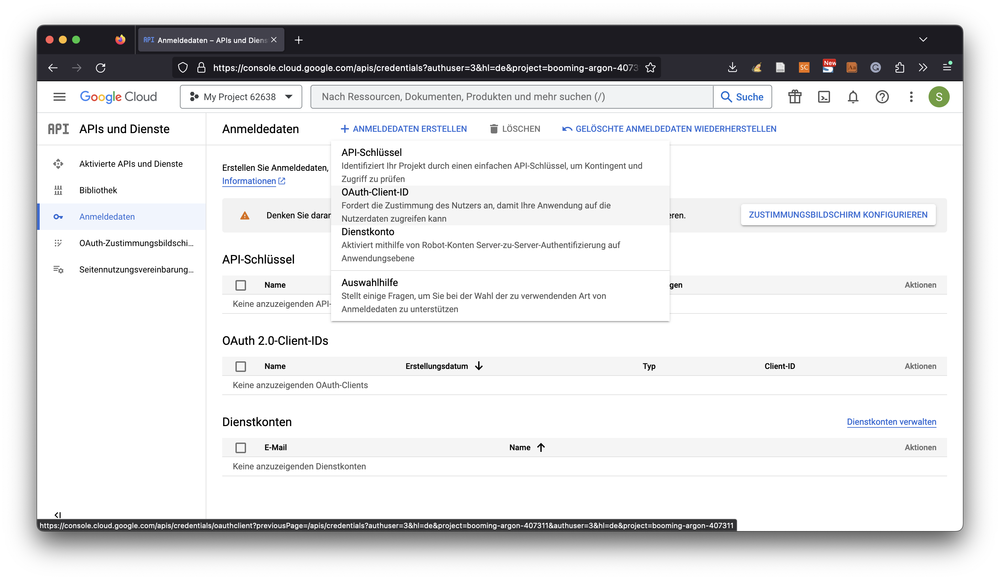 API Anmeldedaten – APIs und Diens
https://console.cloud.google.com/apis/credentials?authuser=3&hl=de&project=booming-argon-4073
SC
New
Aa
G
Google Cloud
My Project 62638
Nach Ressourcen, Dokumenten, Produkten und mehr suchen (/)
Suche
S
API APIs und Dienste
Aktivierte APIs und Dienste
Bibliothek
Anmeldedaten
OAuth-Zustimmungsbildschi...
Seitennutzungsvereinbarung...
Anmeldedaten
ANMELDEDATEN ERSTELLEN
LÖSCHEN
GELÖSCHTE ANMELDEDATEN WIEDERHERSTELLEN
Erstellen Sie Anmeldedaten,
Informationen
API-Schlüssel
Identifiziert Ihr Projekt durch einen einfachen API-Schlüssel, um Kontingent und
Zugriff zu prüfen
OAuth-Client-ID
Fordert die Zustimmung des Nutzers an, damit Ihre Anwendung auf die
Nutzerdaten zugreifen kann
Dienstkonto
Aktiviert mithilfe von Robot-Konten Server-zu-Server-Authentifizierung auf
Anwendungsebene
Auswahlhilfe
Stellt einige Fragen, um Sie bei der Wahl der zu verwendenden Art von
Anmeldedaten zu unterstützen
Denken Sie darar
eren.
ZUSTIMMUNGSBILDSCHIRM KONFIGURIEREN
API-Schlüssel
Name
gen
Aktionen
Keine anzuzeigenden API-
OAuth 2.0-Client-IDs
Name Erstellungsdatum Typ Client-ID Aktionen
Keine anzuzeigenden OAuth-Clients
Dienstkonten
Dienstkonten verwalten
E-Mail Name Aktionen
Keine anzuzeigenden Dienstkonten
https://console.cloud.google.com/apis/credentials/oauthclient?previousPage=/apis/credentials?authuser=3&hl=de&project=booming-argon-407311&authuser=3&hl=de&project=booming-argon-407311